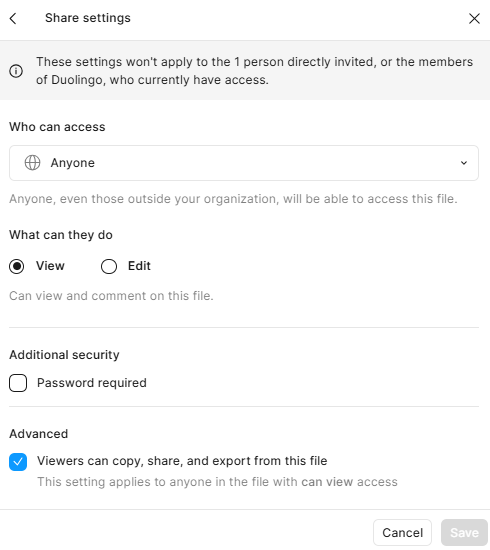 Share settings
These settings won't apply to the 1 person directly invited, or the members
of Duolingo, who currently have access.
Who can access
Anyone
Anyone, even those outside your organization, will be able to access this file.
What can they do
View Edit
Can view and comment on this file.
Additional security
Password required
Advanced
Viewers can copy, share, and export from this file
This setting applies to anyone in the file with can view access
Cancel Save